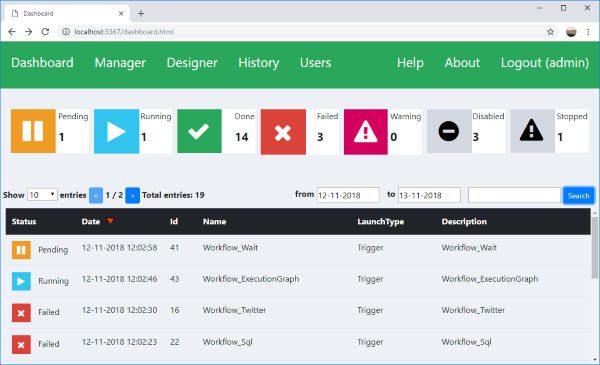 Dashboard
localhost:3367/dashboard.html
Dashboard Manager Designer History Users Help About Logout (admin)
Pending Running Done Failed Warning Disabled Stopped
1 1 14 3 0 3 1
Show 10 entries < 1 / 2 > Total entries: 19 from 12-11-2018 to 13-11-2018 Search
Status Date Id Name LaunchType Description
Pending 12-11-2018 12:02:58 41 Workflow_Wait Trigger Workflow_Wait
Running 12-11-2018 12:02:46 43 Workflow_ExecutionGraph Trigger Workflow_ExecutionGraph
Failed 12-11-2018 12:02:30 16 Workflow_Twitter Trigger Workflow_Twitter
Failed 12-11-2018 12:02:23 22 Workflow_Sql Trigger Workflow_Sql